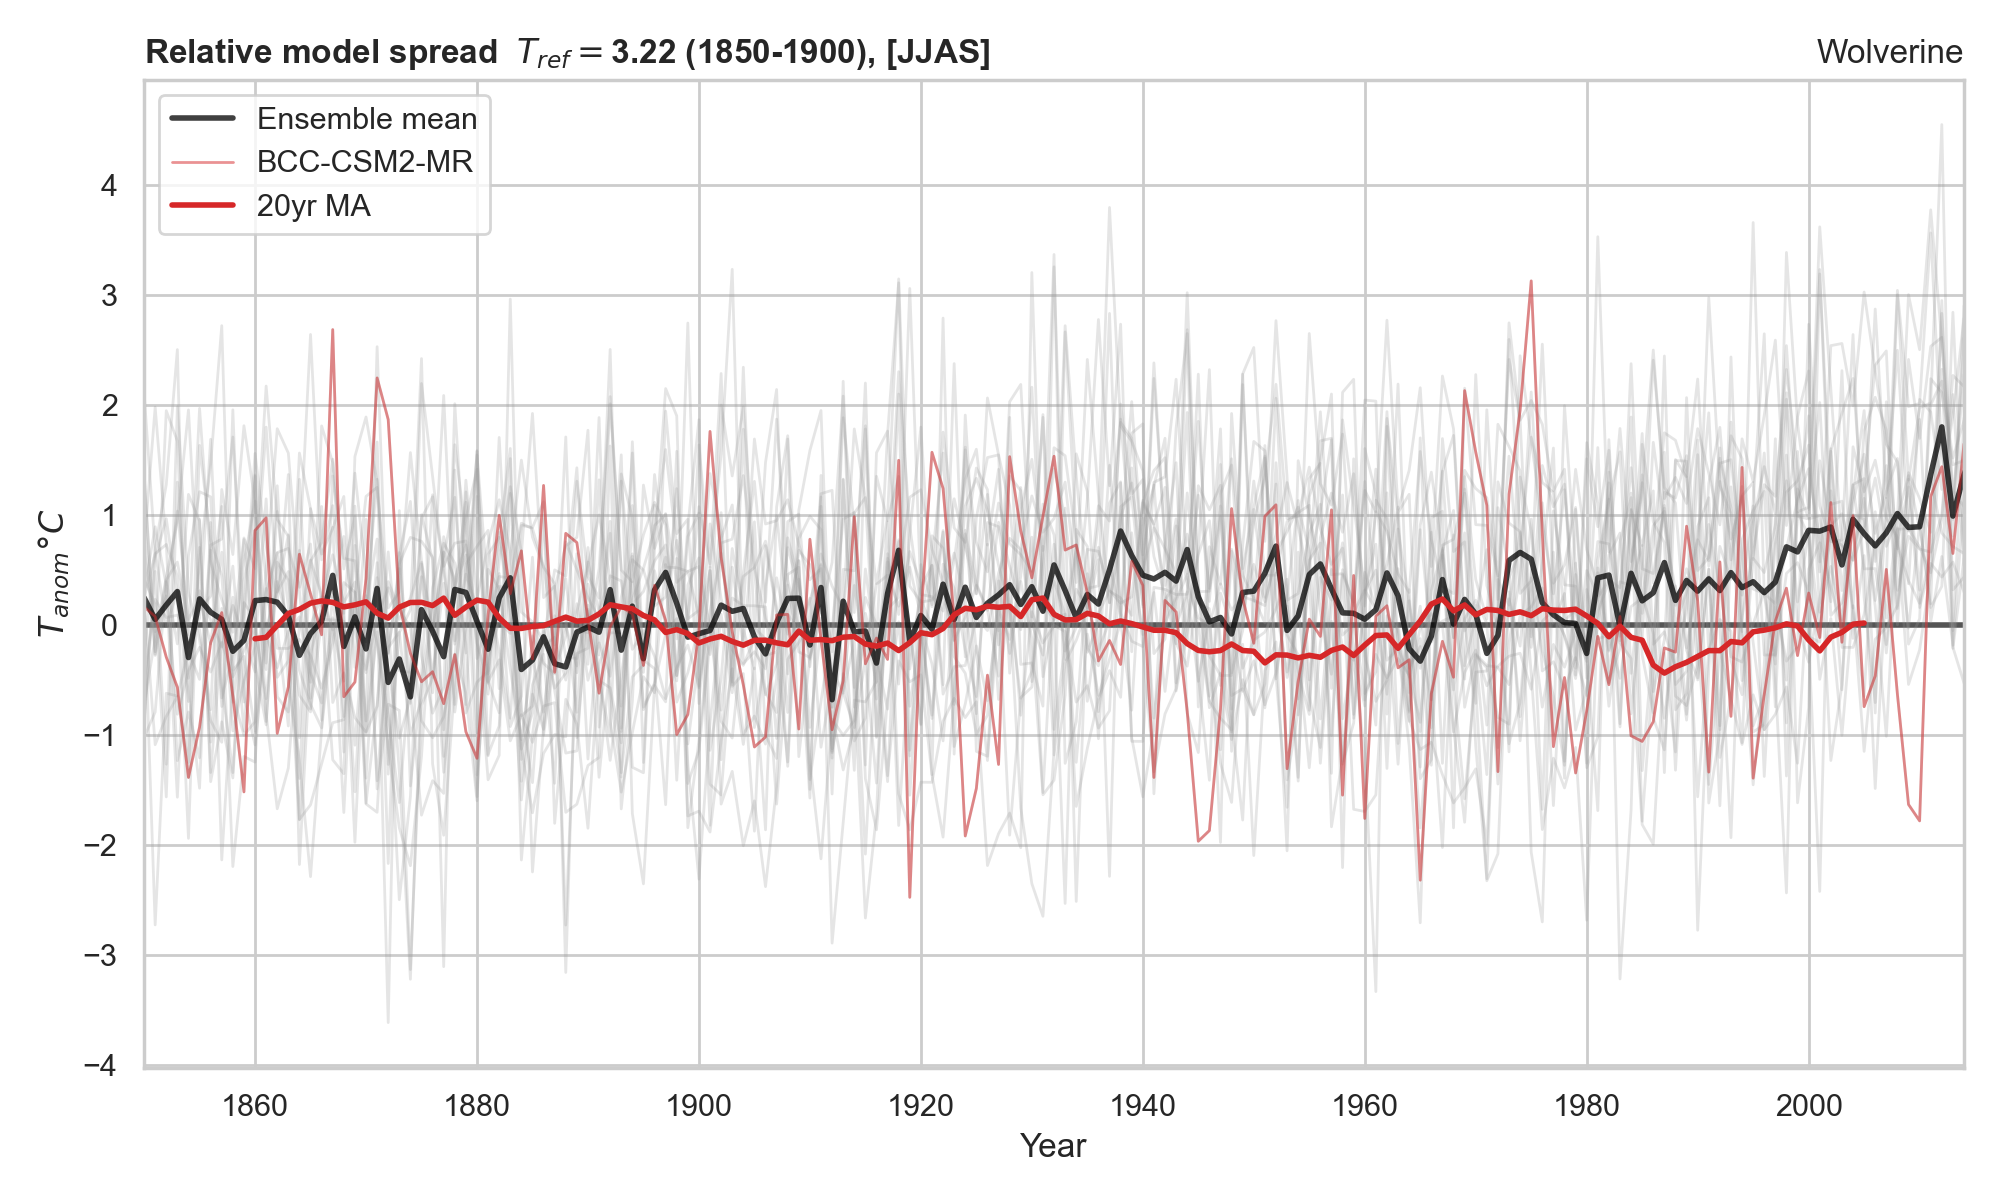 Relative model spread T_ref = 3.22 (1850-1900), [JJAS]
Wolverine
Ensemble mean
BCC-CSM2-MR
20yr MA
T_anom °C
4
3
2
1
0
−1
−2
−3
−4
1860 1880 1900 1920 1940 1960 1980 2000
Year